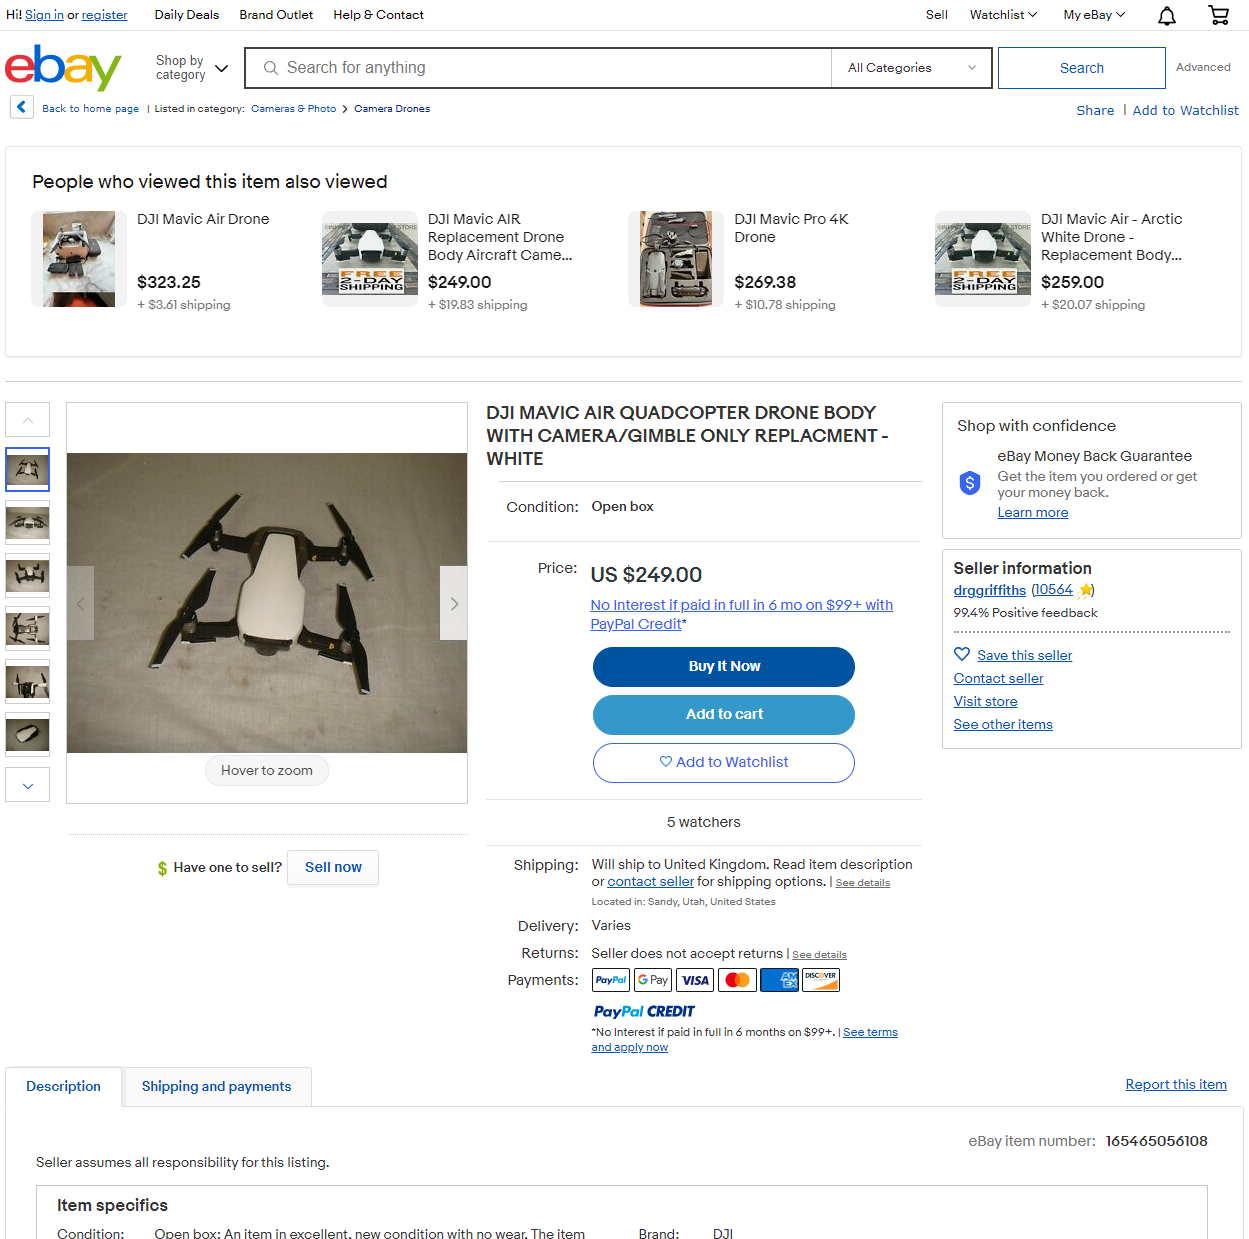 Hi! Sign in or register Daily Deals Brand Outlet Help & Contact Sell Watchlist My eBay
ebay Shop by category Search for anything All Categories Search Advanced
Back to home page | Listed in category: Cameras & Photo > Camera Drones Share | Add to Watchlist
People who viewed this item also viewed
DJI Mavic Air Drone
$323.25
+ $3.61 shipping
DJI Mavic AIR
Replacement Drone
Body Aircraft Came...
FREE
2-DAY
SHIPPING
$249.00
+ $19.83 shipping
DJI Mavic Pro 4K
Drone
$269.38
+ $10.78 shipping
DJI Mavic Air - Arctic
White Drone -
Replacement Body...
FREE
2-DAY
SHIPPING
$259.00
+ $20.07 shipping
Hover to zoom
$ Have one to sell? Sell now
DJI MAVIC AIR QUADCOPTER DRONE BODY
WITH CAMERA/GIMBLE ONLY REPLACMENT -
WHITE
Condition: Open box
Price: US $249.00
No Interest if paid in full in 6 mo on $99+ with
PayPal Credit*
Buy It Now
Add to cart
Add to Watchlist
5 watchers
Shipping: Will ship to United Kingdom. Read item description
or contact seller for shipping options. | See details
Located in: Sandy, Utah, United States
Delivery: Varies
Returns: Seller does not accept returns | See details
Payments: PayPal G Pay VISA AMEX DISCOVER
PayPal CREDIT
*No Interest if paid in full in 6 months on $99+. | See terms
and apply now
Shop with confidence
eBay Money Back Guarantee
$ Get the item you ordered or get
your money back.
Learn more
Seller information
drggriffiths (10564)
99.4% Positive feedback
Save this seller
Contact seller
Visit store
See other items
Description Shipping and payments Report this item
eBay item number: 165465056108
Seller assumes all responsibility for this listing.
Item specifics
Condition: Open box: An item in excellent, new condition with no wear. The item Brand: DJI